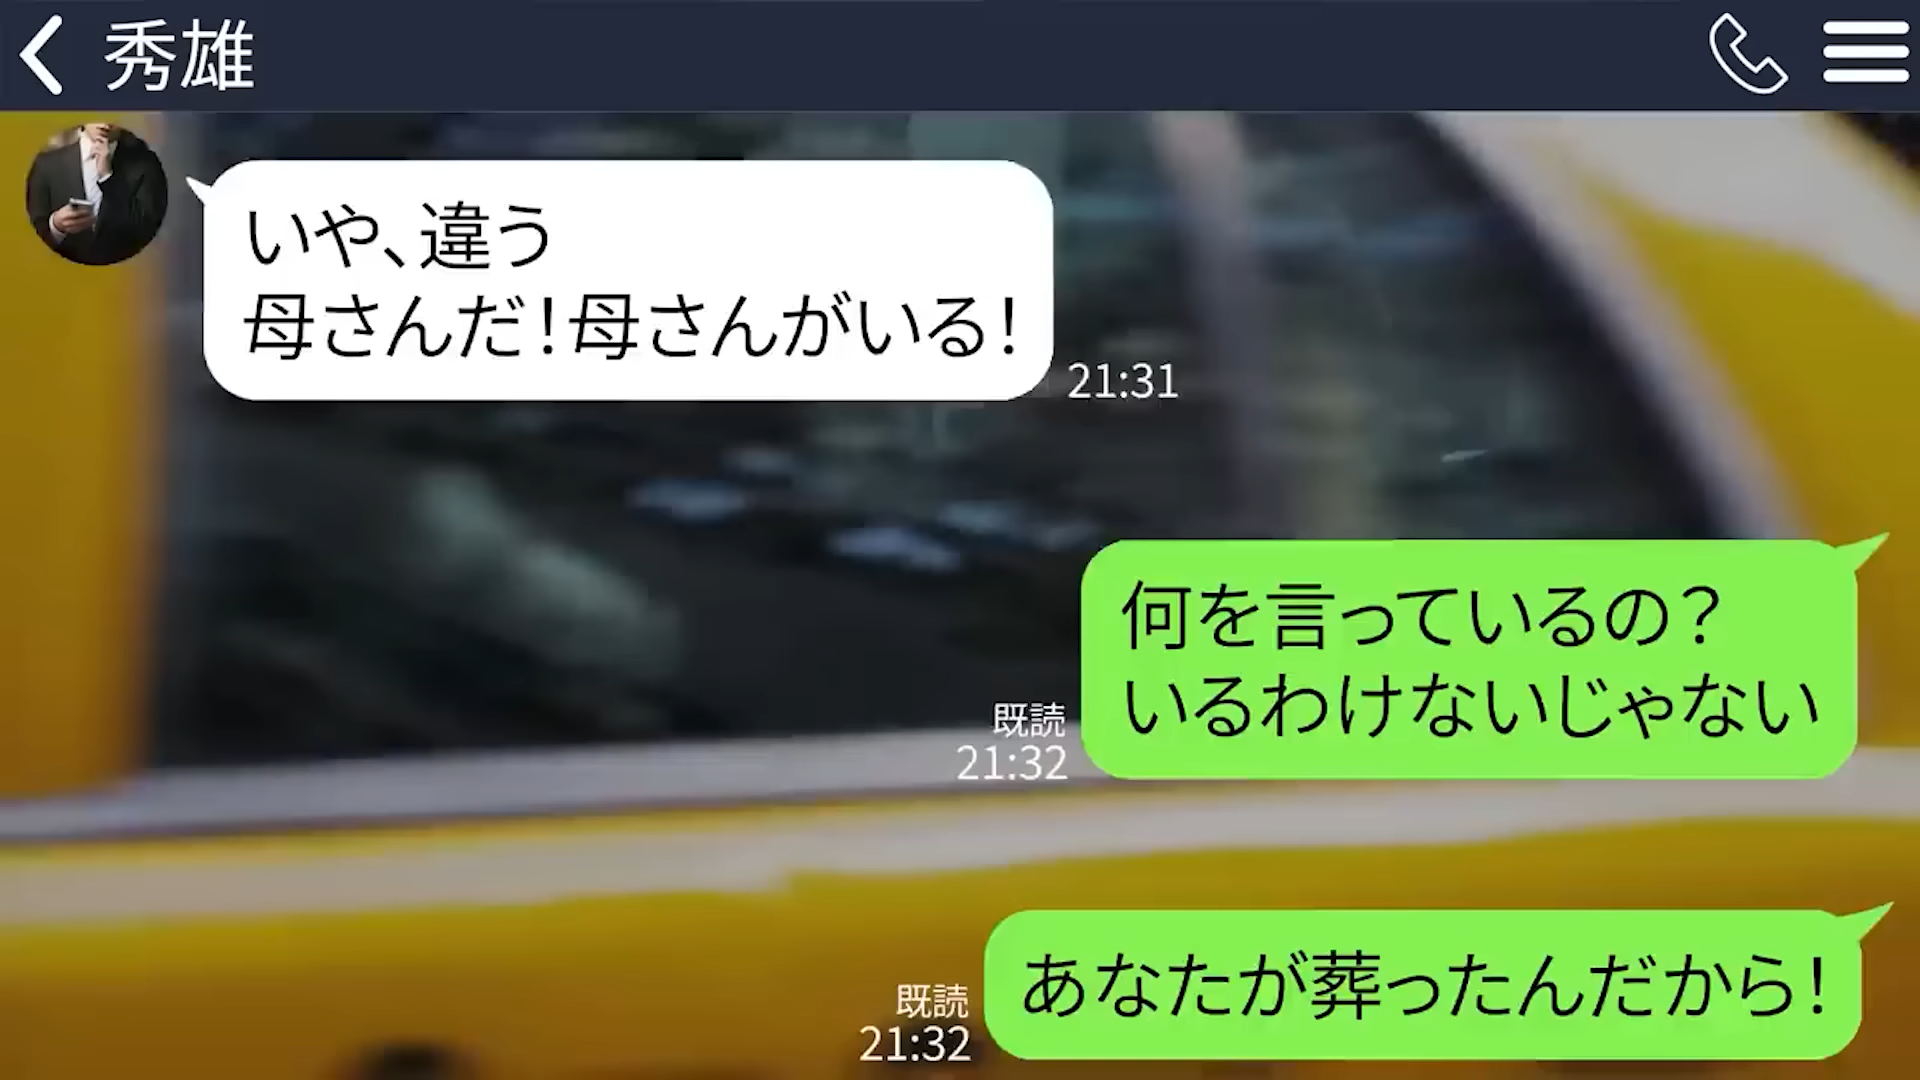 秀雄
いや、違う
母さんだ！母さんがいる！
21:31
何を言っているの？
いるわけないじゃない
既読
21:32
あなたが葬ったんだから！
既読
21:32